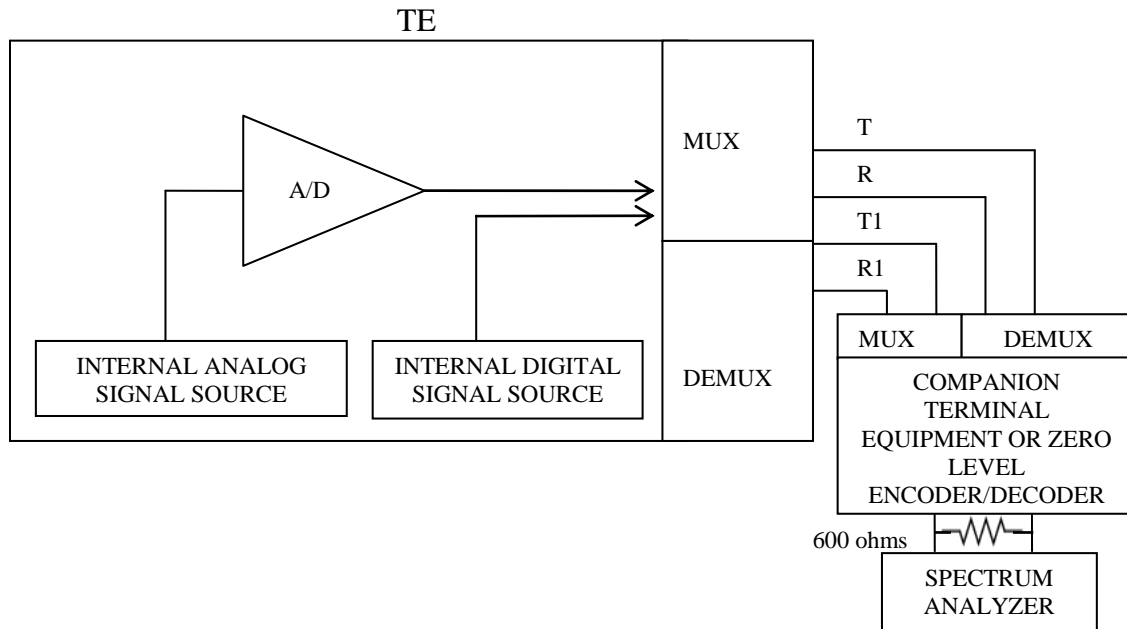 TE
MUX
A/D
T
R
T1
R1
INTERNAL ANALOG
SIGNAL SOURCE
INTERNAL DIGITAL
SIGNAL SOURCE
DEMUX
MUX
DEMUX
COMPANION
TERMINAL
EQUIPMENT OR ZERO
LEVEL
ENCODER/DECODER
600 ohms
SPECTRUM
ANALYZER